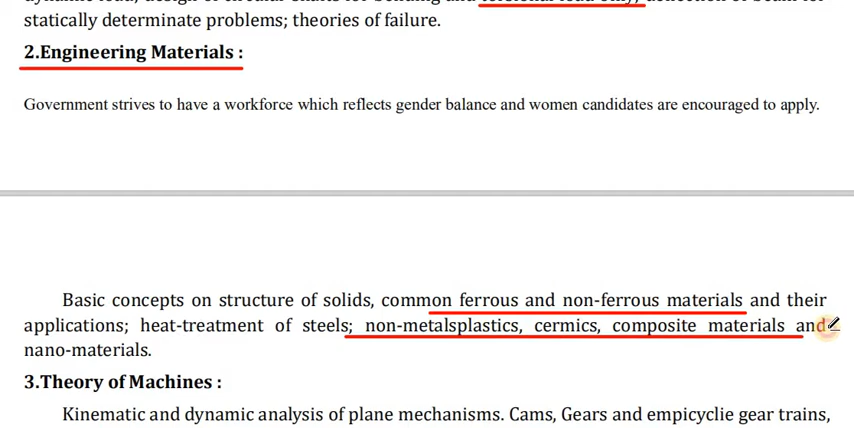 statically determinate problems; theories of failure.
2.Engineering Materials :
Government strives to have a workforce which reflects gender balance and women candidates are encouraged to apply.
Basic concepts on structure of solids, common ferrous and non-ferrous materials and their
applications; heat-treatment of steels; non-metalsplastics, cermics, composite materials and
nano-materials.
3.Theory of Machines :
Kinematic and dynamic analysis of plane mechanisms. Cams, Gears and empicyclie gear trains,